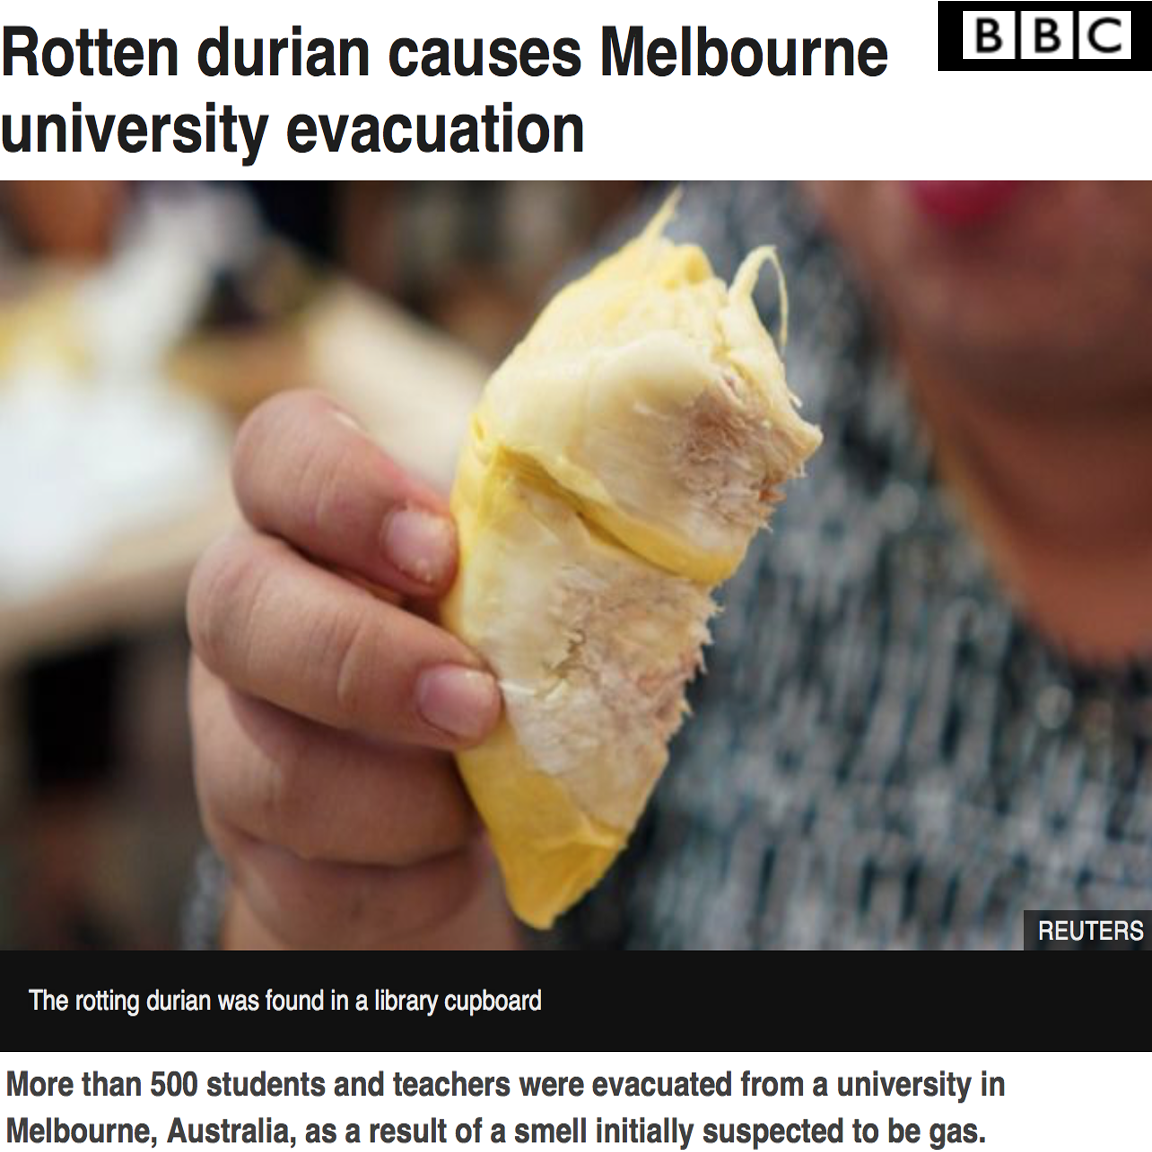 Rotten durian causes Melbourne
BBC
university evacuation
REUTERS
The rotting durian was found in a library cupboard
More than 500 students and teachers were evacuated from a university in
Melbourne, Australia, as a result of a smell initially suspected to be gas.